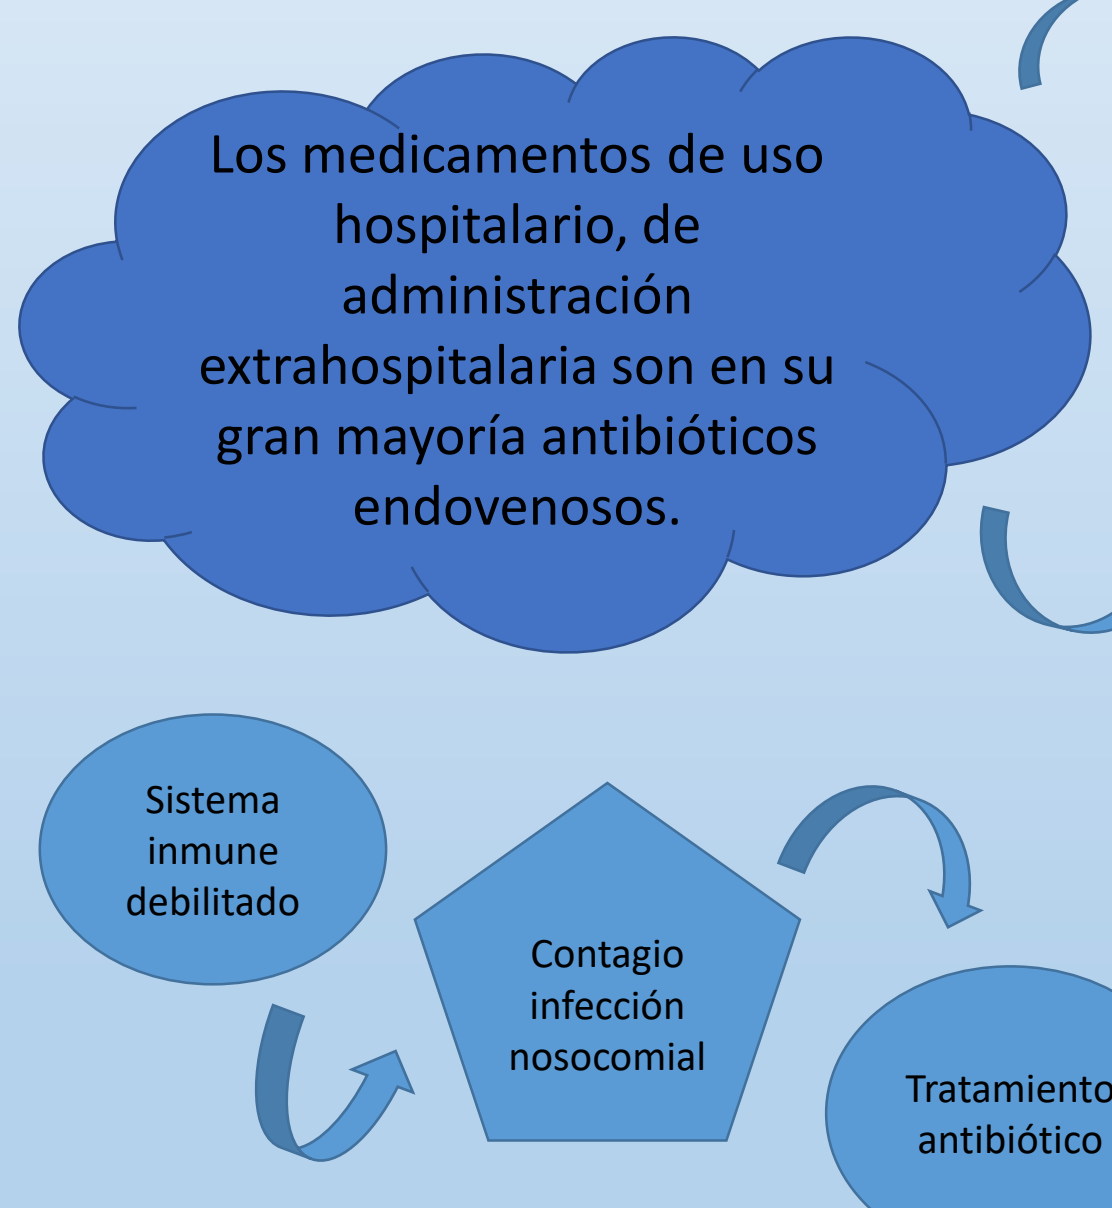 Los medicamentos de uso
hospitalario, de
administración
extrahospitalaria son en su
gran mayoría antibióticos
endovenosos.
Sistema
inmune
debilitado
Contagio
infección
nosocomial
Tratamiento
antibiótico